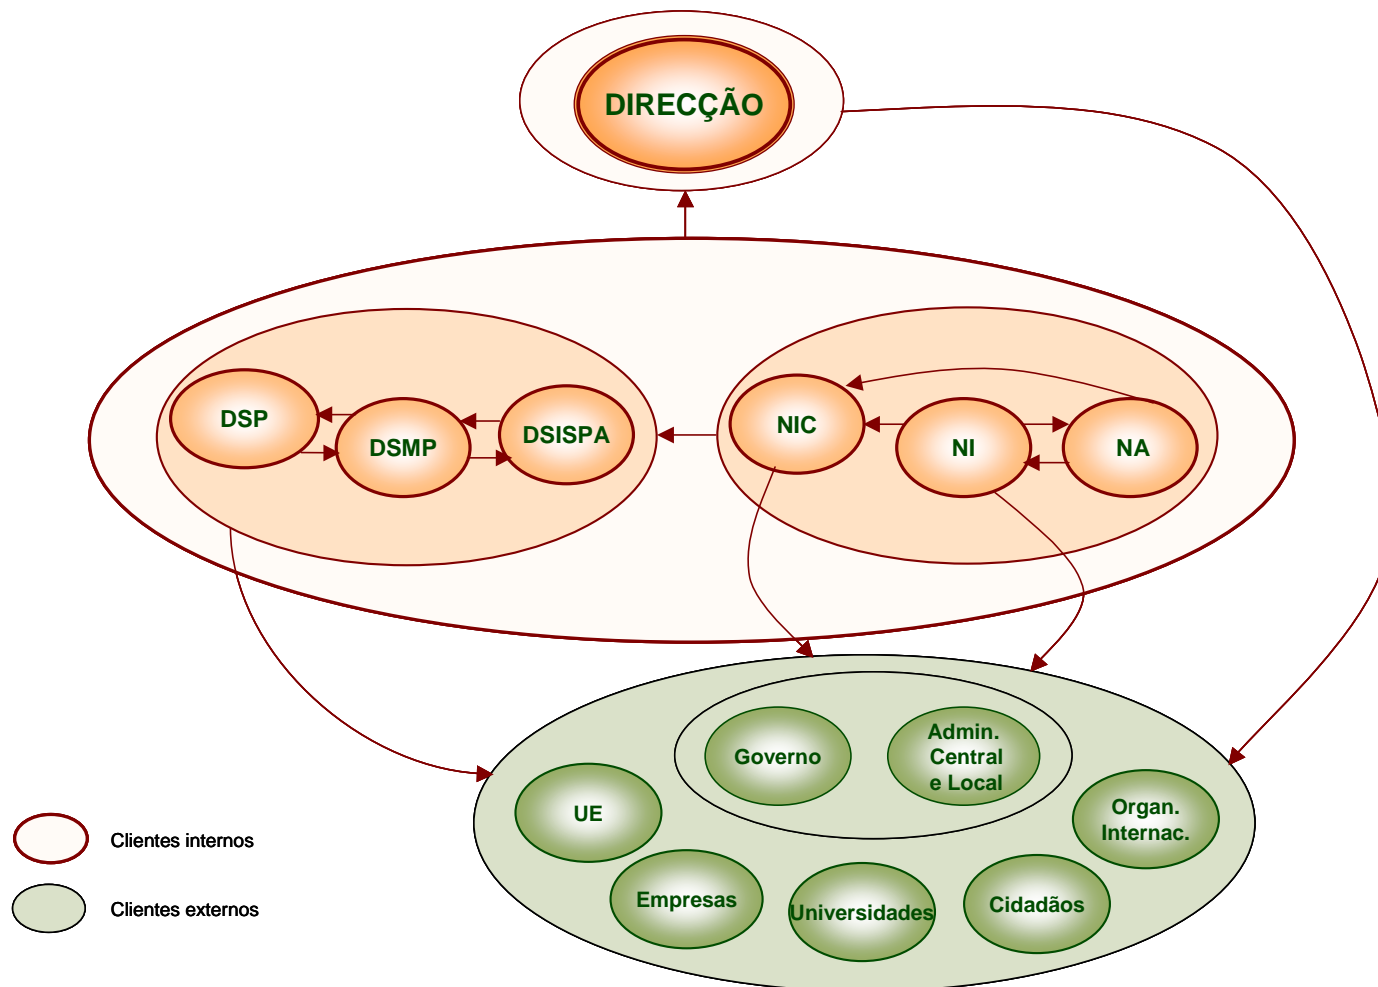 DIRECÇÃO
DSP
DSMP
DSISPA
NIC
NI
NA
Governo
Admin.
Central
e Local
UE
Organ.
Internac.
Empresas
Universidades
Cidadãos
Clientes internos
Clientes externos